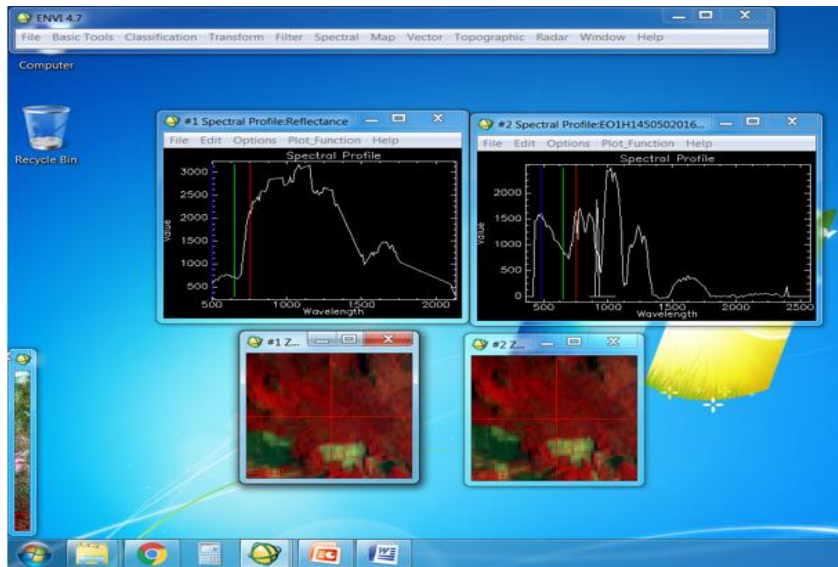 ENVI 4.7
File Basic Tools Classification Transform Filter Spectral Map Vector Topographic Radar Window Help
Computer
Recycle Bin
#1 Spectral Profile:Reflectance
File Edit Options Plot_Function Help
Spectral Profile
3000
2500
2000
1500
1000
500
Value
500 1000 1500 2000
Wavelength
#2 Spectral Profile:EO1H1450502016...
File Edit Options Plot_Function Help
Spectral Profile
2000
1500
1000
500
0
Value
500 1000 1500 2000 2500
Wavelength
#1 Z...
#2 Z...